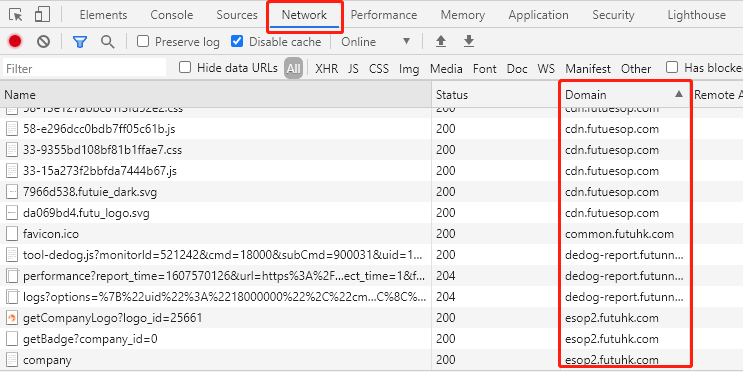 Elements Console Sources Network Performance Memory Application Security Lighthouse
Preserve log Disable cache Online
Filter Hide data URLs All XHR JS CSS Img Media Font Doc WS Manifest Other Has blocked
Name Status Domain Remote A
200 cdn.futuesop.com
58-e296dcc0bdb7ff05c61b.js 200 cdn.futuesop.com
33-9355bd108bf81b1ffae7.css 200 cdn.futuesop.com
33-15a273f2bbfda7444b67.js 200 cdn.futuesop.com
7966d538.futuie_dark.svg 200 cdn.futuesop.com
da069bd4.futu_logo.svg 200 cdn.futuesop.com
favicon.ico 200 common.futuhk.com
tool-dedog.js?monitorId=521242&cmd=18000&subCmd=900031&uid=1... 200 dedog-report.futunn...
performance?report_time=1607570126&url=https%3A%2F...ect_time=1&f... 204 dedog-report.futunn...
logs?options=%7B%22uid%22%3A%2218000000%22%2C%22cm...C%8C%... 204 dedog-report.futunn...
getCompanyLogo?logo_id=25661 200 esop2.futuhk.com
getBadge?company_id=0 200 esop2.futuhk.com
company 200 esop2.futuhk.com